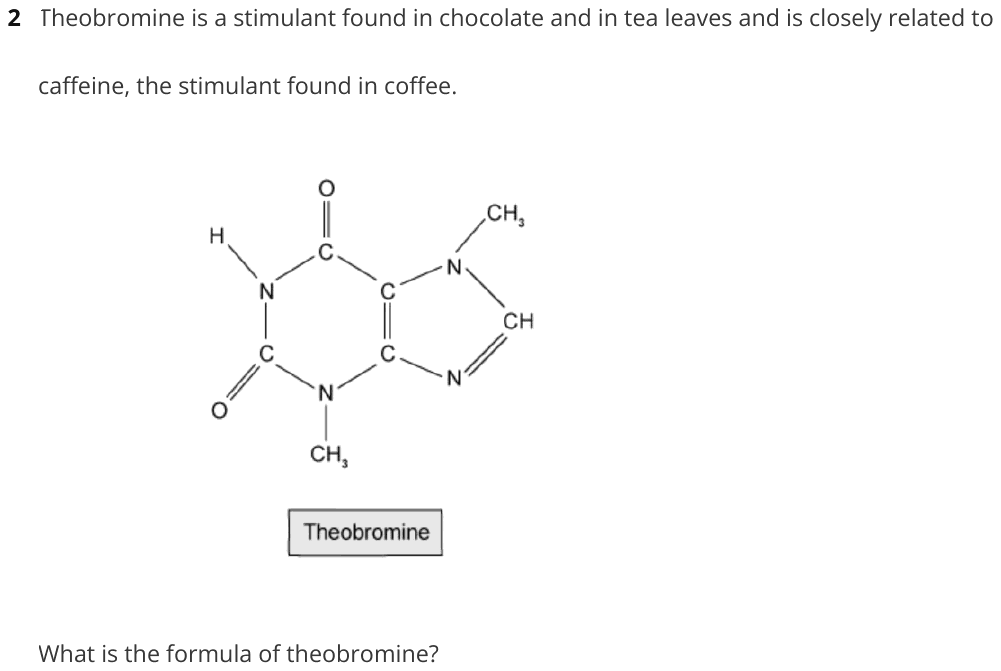 2 Theobromine is a stimulant found in chocolate and in tea leaves and is closely related to
caffeine, the stimulant found in coffee.
O
CH₃
H
C
N
N
C
CH
C
C
N
N
O
CH₃
Theobromine
What is the formula of theobromine?